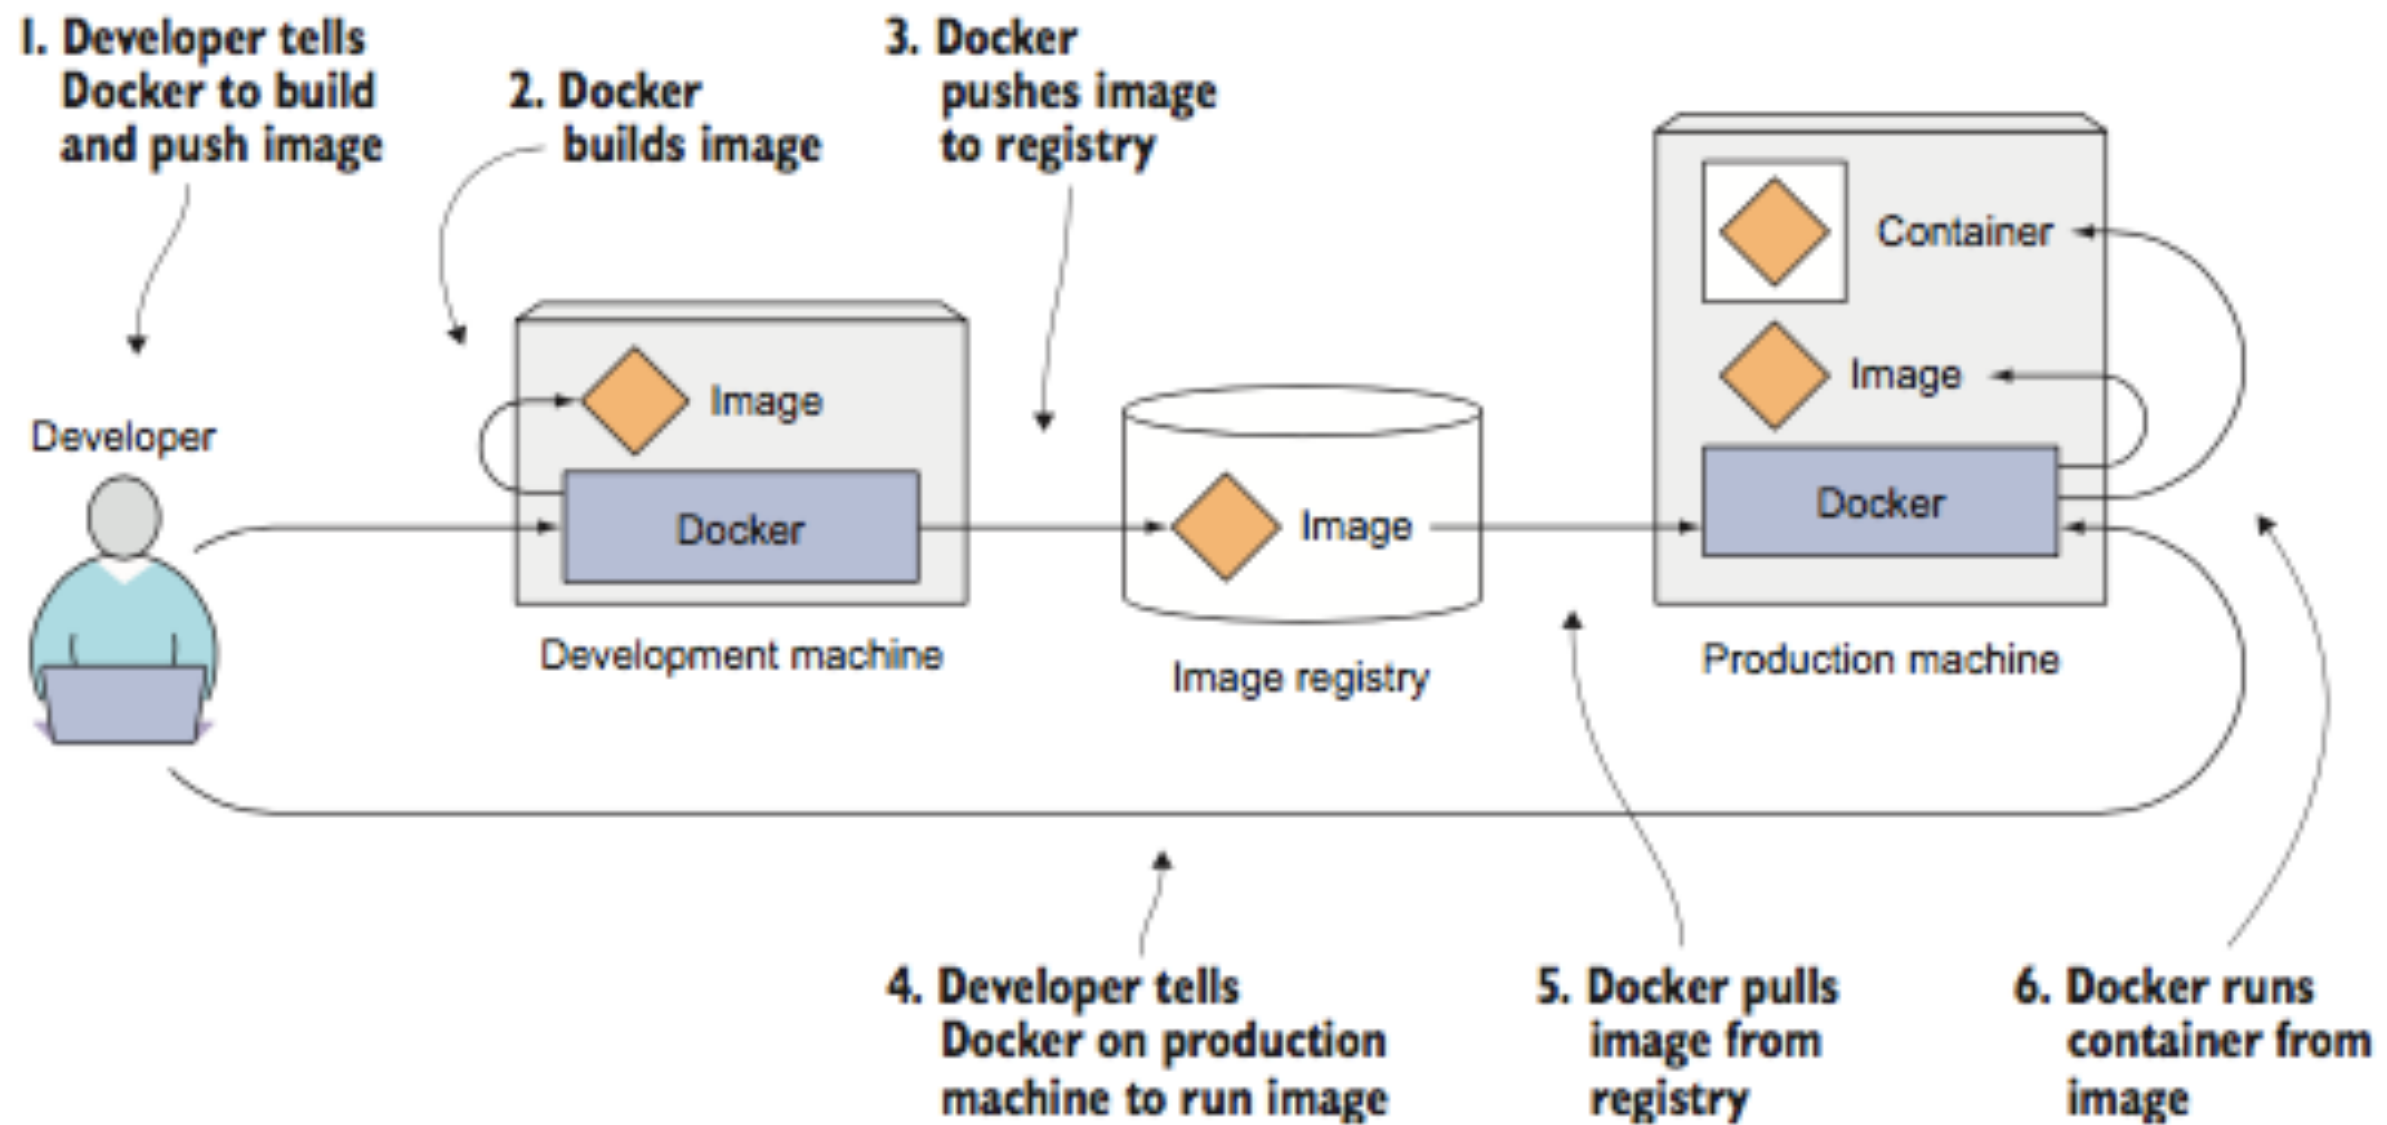 1. Developer tells
Docker to build
and push image
2. Docker
builds image
3. Docker
pushes image
to registry
Developer
Image
Docker
Development machine
Image
Image registry
Container
Image
Docker
Production machine
4. Developer tells
Docker on production
machine to run image
5. Docker pulls
image from
registry
6. Docker runs
container from
image